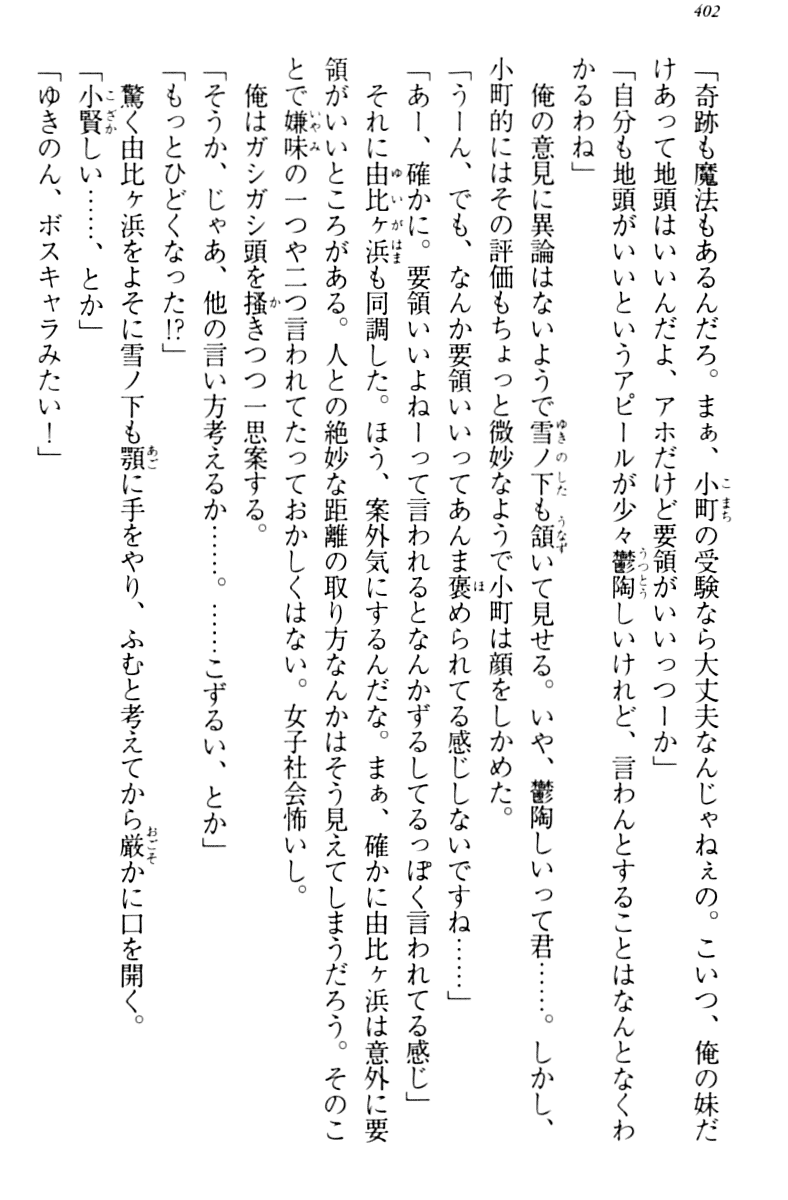 402
「奇跡も魔法もあるんだろ。まぁ、小町の受験なら大丈夫なんじゃねぇの。こいつ、俺の妹だ
けあって地頭はいいんだよ、アホだけど要領がいいっつーか」
「自分も地頭がいいというアピールが少々鬱陶しいけれど、言わんとすることはなんとなくわ
かるわね」
　俺の意見に異論はないようで雪ノ下も頷いて見せる。いや、鬱陶しいって君……。しかし、
小町的にはその評価もちょっと微妙なようで小町は顔をしかめた。
「うーん、でも、なんか要領いいってあんま褒められてる感じしないですね……」
「あー、確かに。要領いいよねーって言われるとなんかずるしてるっぽく言われてる感じ」
　それに由比ヶ浜も同調した。ほう、案外気にするんだな。まぁ、確かに由比ヶ浜は意外に要
領がいいところがある。人との絶妙な距離の取り方なんかはそう見えてしまうだろう。そのこ
とで嫌味の一つや二つ言われてたっておかしくはない。女子社会怖いし。
　俺はガシガシ頭を掻きつつ一思案する。
「そうか、じゃあ、他の言い方考えるか……。……こずるい、とか」
「もっとひどくなった!?」
　驚く由比ヶ浜をよそに雪ノ下も顎に手をやり、ふむと考えてから厳かに口を開く。
「小賢しい……、とか」
「ゆきのん、ボスキャラみたい！」